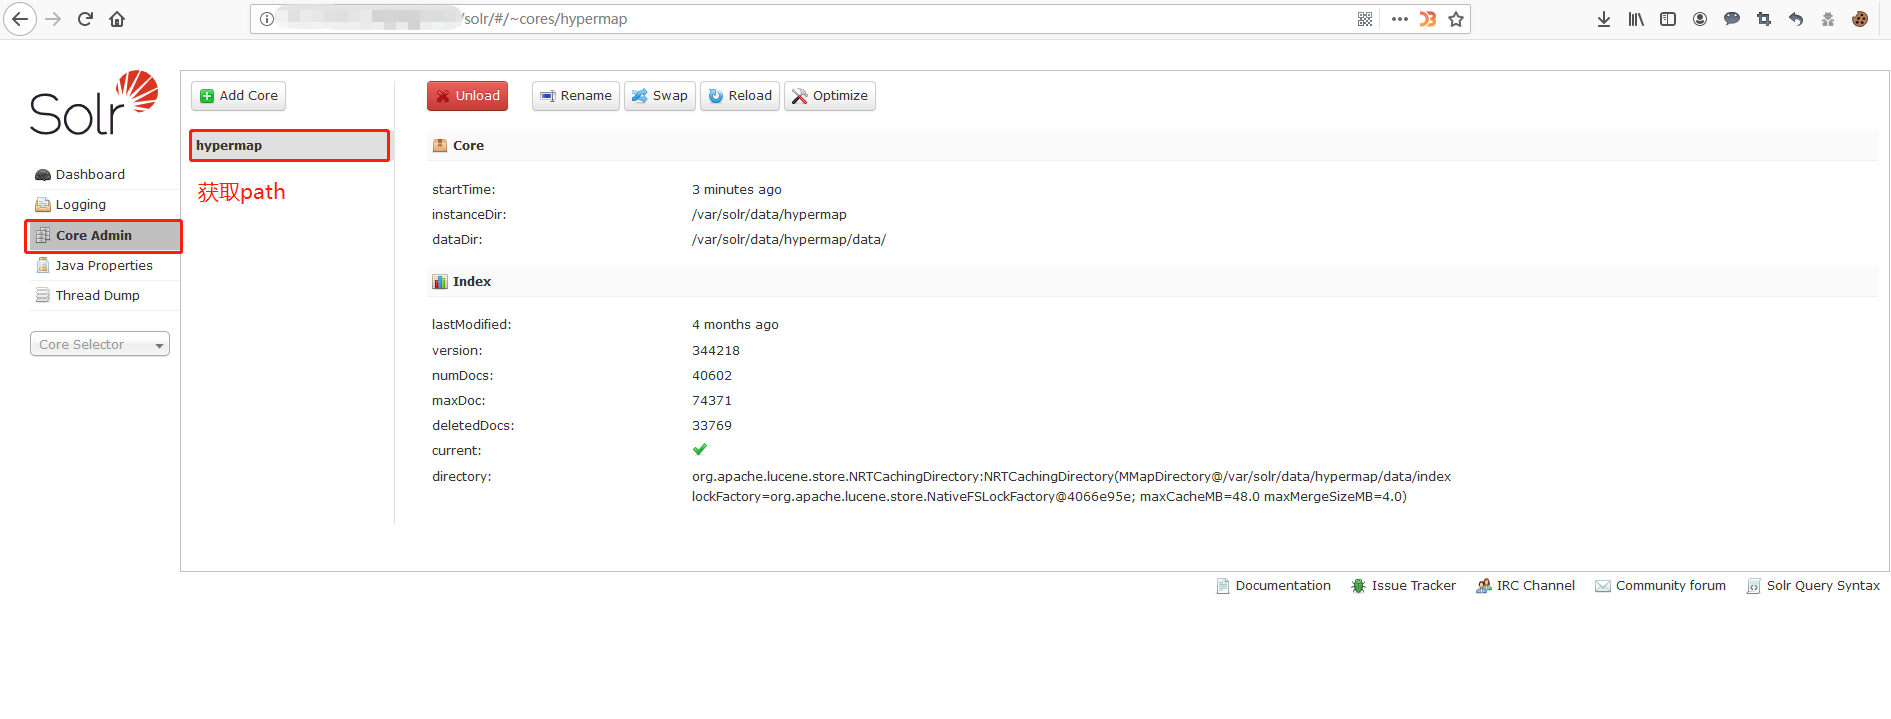 /solr/#/~cores/hypermap
Solr
Dashboard
Logging
Core Admin
Java Properties
Thread Dump
Core Selector
Add Core
hypermap
获取path
Unload Rename Swap Reload Optimize
Core
startTime: 3 minutes ago
instanceDir: /var/solr/data/hypermap
dataDir: /var/solr/data/hypermap/data/
Index
lastModified: 4 months ago
version: 344218
numDocs: 40602
maxDoc: 74371
deletedDocs: 33769
current:
directory: org.apache.lucene.store.NRTCachingDirectory:NRTCachingDirectory(MMapDirectory@/var/solr/data/hypermap/data/index
lockFactory=org.apache.lucene.store.NativeFSLockFactory@4066e95e; maxCacheMB=48.0 maxMergeSizeMB=4.0)
Documentation Issue Tracker IRC Channel Community forum Solr Query Syntax